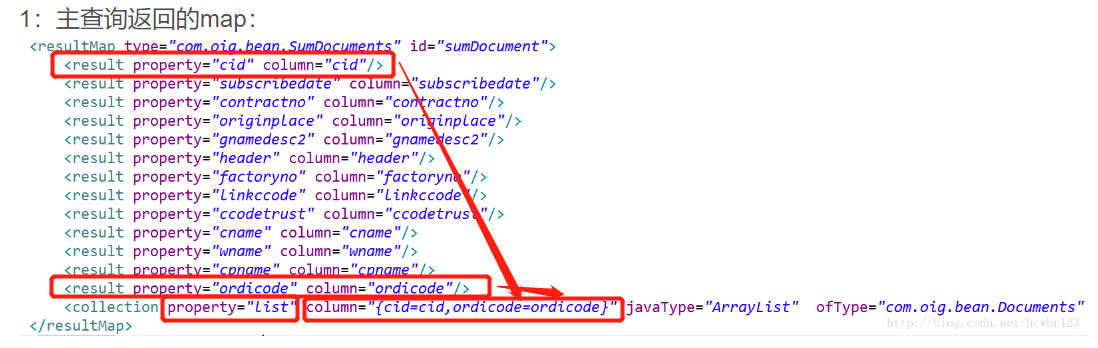 1：主查询返回的map：
<resultMap type="com.oig.bean.SumDocuments" id="sumDocument">
<result property="cid" column="cid"/>
<result property="subscribedate" column="subscribedate"/>
<result property="contractno" column="contractno"/>
<result property="originplace" column="originplace"/>
<result property="gnamedesc2" column="gnamedesc2"/>
<result property="header" column="header"/>
<result property="factoryno" column="factoryno"/>
<result property="linkccode" column="linkccode"/>
<result property="ccodetrust" column="ccodetrust"/>
<result property="cname" column="cname"/>
<result property="wname" column="wname"/>
<result property="cpname" column="cpname"/>
<result property="ordicode" column="ordicode"/>
<collection property="list" column="{cid=cid,ordicode=ordicode}" javaType="ArrayList" ofType="com.oig.bean.Documents"
</resultMap>
http://blog.csdn.net/hcwbr123